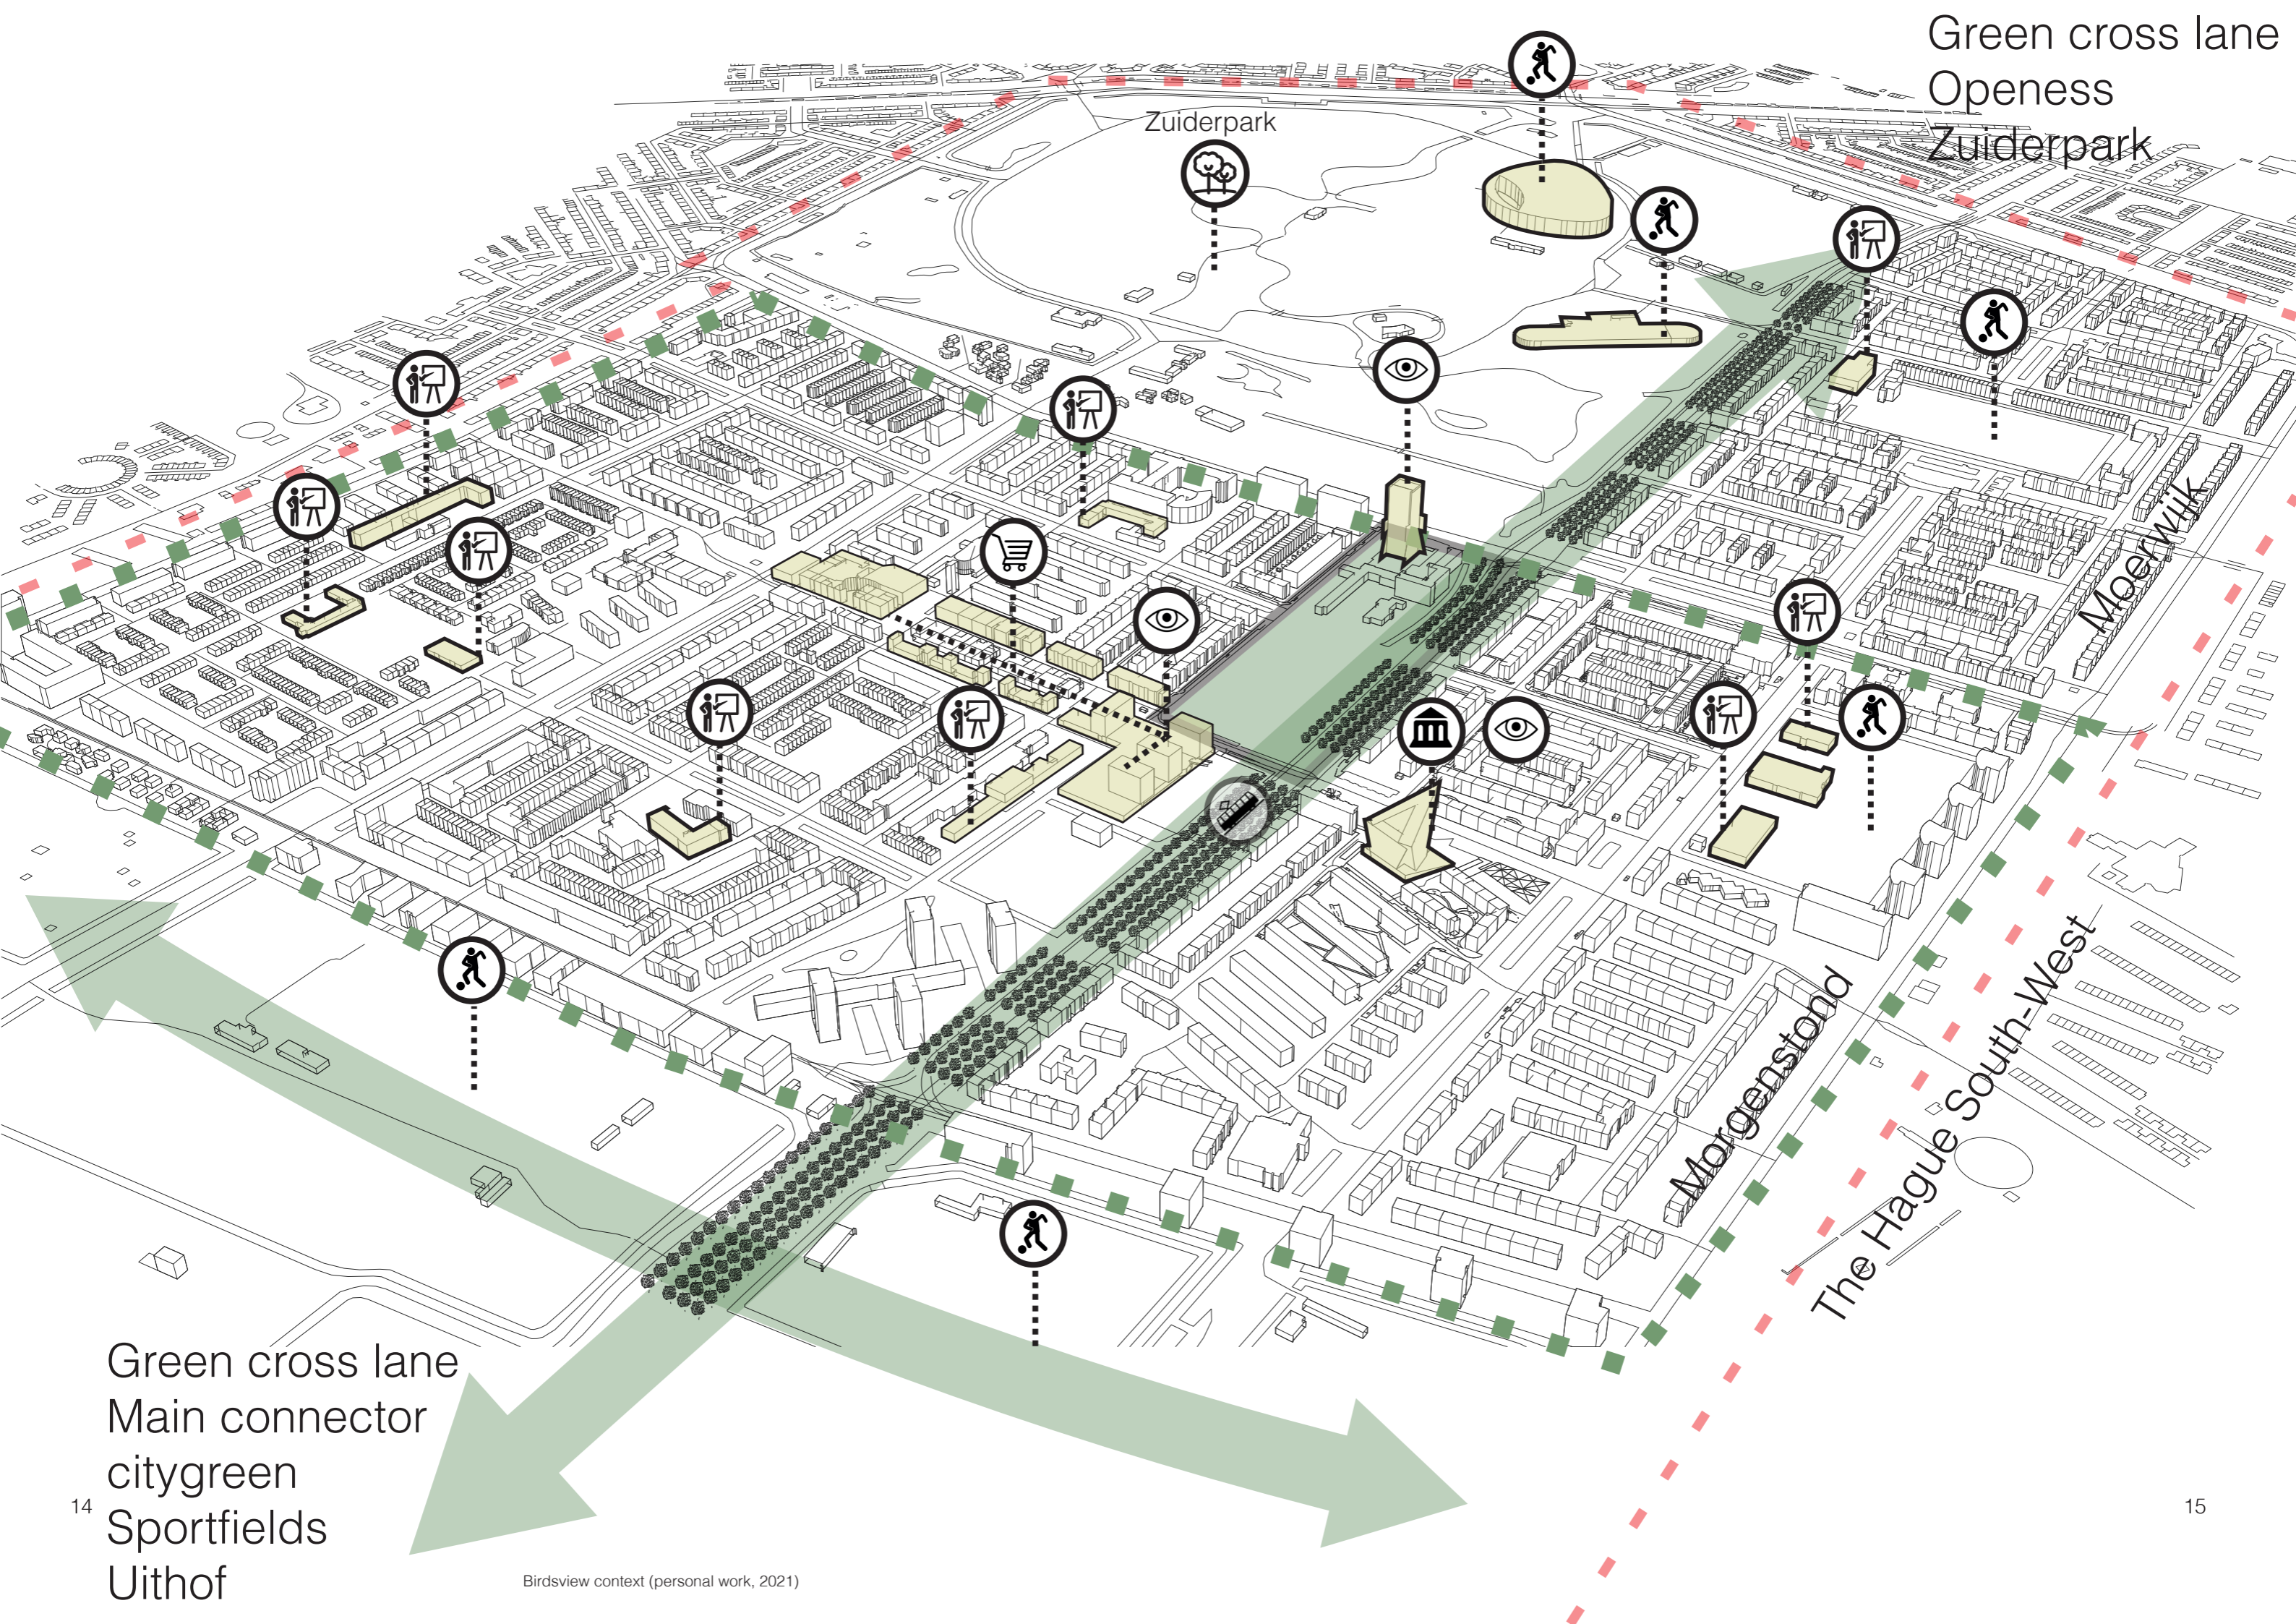 Green cross lane
Openess
Zuiderpark
Zuiderpark
Moerwijk
Morgenstond
The Hague South-West
Green cross lane
Main connector
citygreen
Sportfields
Uithof
14
15
Birdsview context (personal work, 2021)